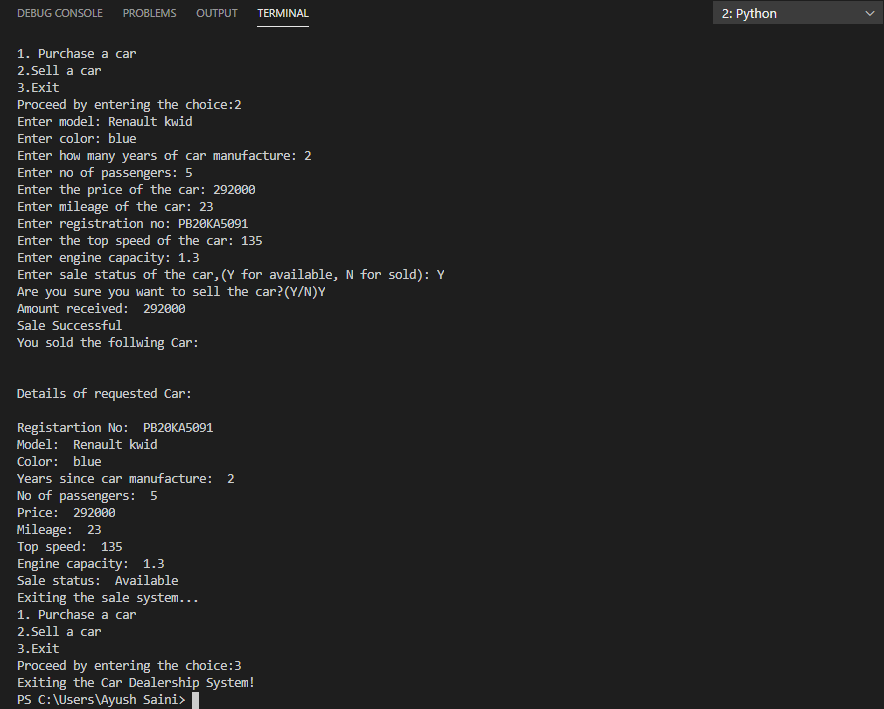 DEBUG CONSOLE PROBLEMS OUTPUT TERMINAL 2: Python
1. Purchase a car
2.Sell a car
3.Exit
Proceed by entering the choice:2
Enter model: Renault kwid
Enter color: blue
Enter how many years of car manufacture: 2
Enter no of passengers: 5
Enter the price of the car: 292000
Enter mileage of the car: 23
Enter registration no: PB20KA5091
Enter the top speed of the car: 135
Enter engine capacity: 1.3
Enter sale status of the car,(Y for available, N for sold): Y
Are you sure you want to sell the car?(Y/N)Y
Amount received:  292000
Sale Successful
You sold the follwing Car:
Details of requested Car:
Registartion No:  PB20KA5091
Model:  Renault kwid
Color:  blue
Years since car manufacture:  2
No of passengers:  5
Price:  292000
Mileage:  23
Top speed:  135
Engine capacity:  1.3
Sale status:  Available
Exiting the sale system...
1. Purchase a car
2.Sell a car
3.Exit
Proceed by entering the choice:3
Exiting the Car Dealership System!
PS C:\Users\Ayush Saini>